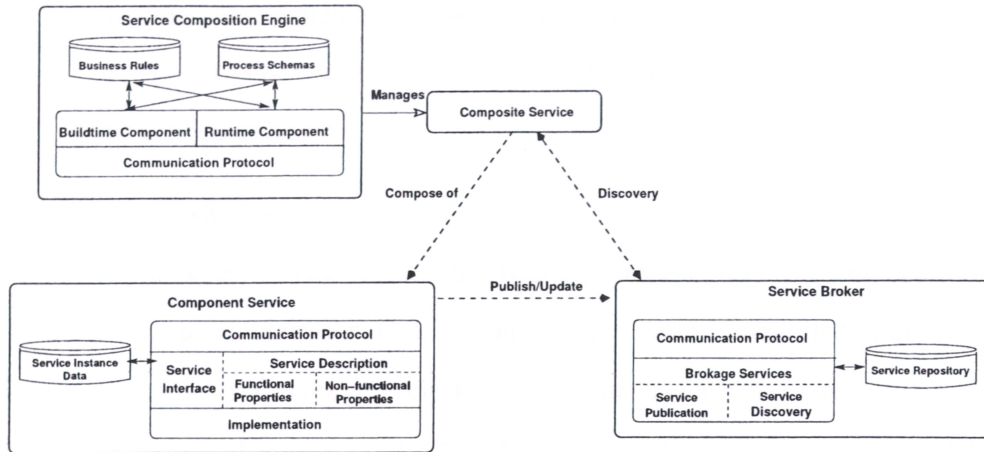 Service Composition Engine
Business Rules
Process Schemas
Buildtime Component
Runtime Component
Communication Protocol
Manages
Composite Service
Compose of
Discovery
Component Service
Communication Protocol
Service Instance
Data
Service
Interface
Service Description
Functional
Properties
Non-functional
Properties
Implementation
Publish/Update
Service Broker
Communication Protocol
Brokage Services
Service
Publication
Service
Discovery
Service Repository